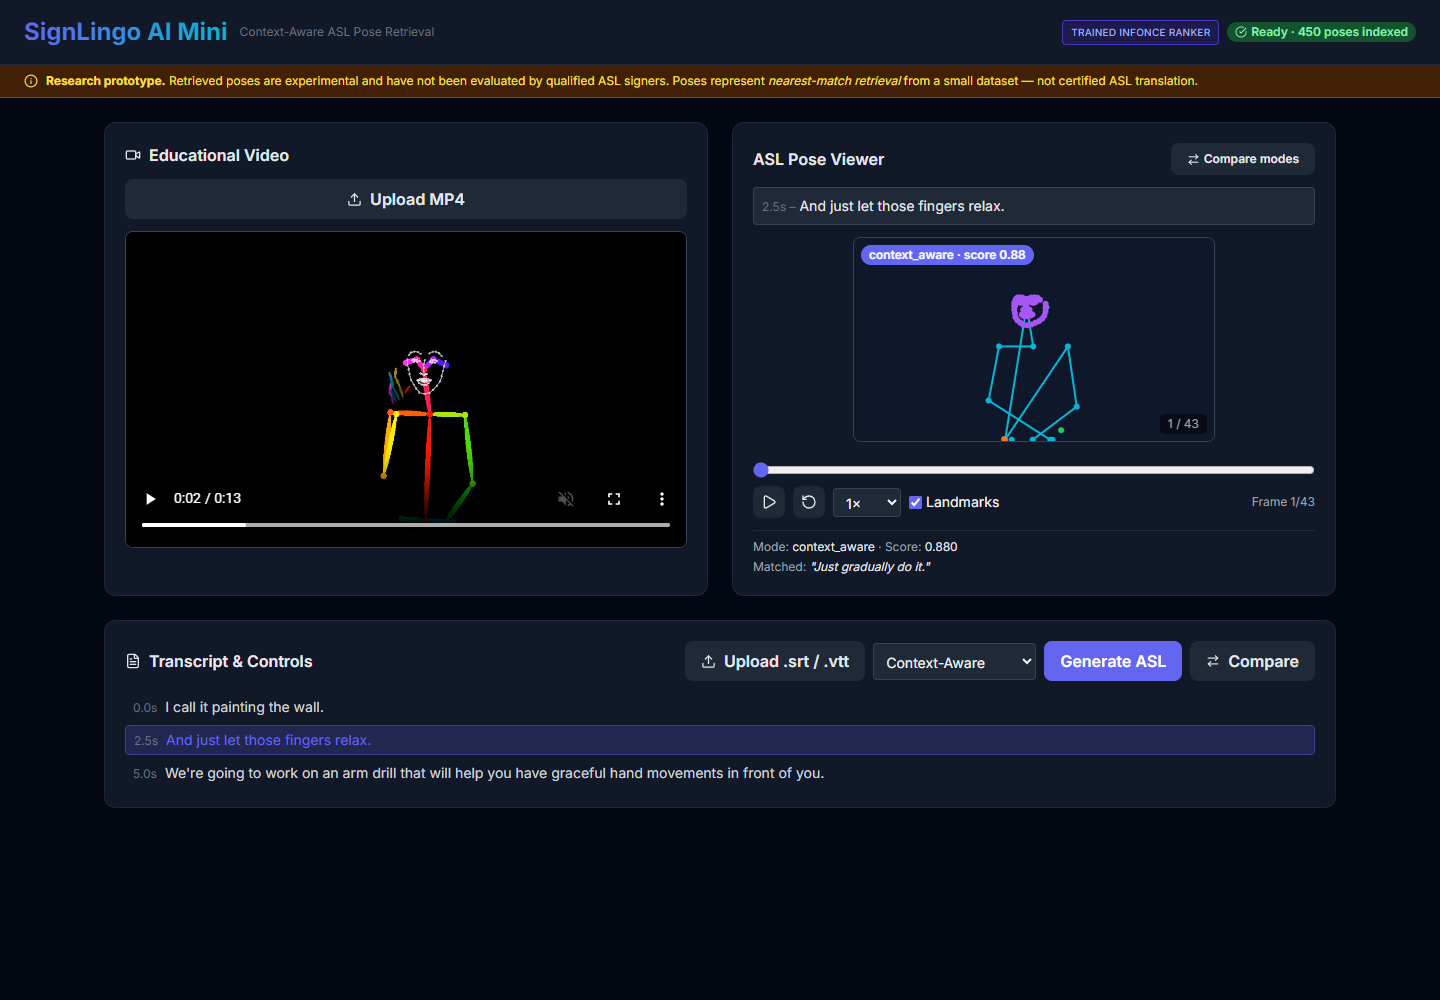 SignLingo AI Mini
Context-Aware ASL Pose Retrieval
TRAINED INFONCE RANKER
Ready · 450 poses indexed
Research prototype. Retrieved poses are experimental and have not been evaluated by qualified ASL signers. Poses represent nearest-match retrieval from a small dataset — not certified ASL translation.
Educational Video
Upload MP4
0:02 / 0:13
ASL Pose Viewer
Compare modes
2.5s – And just let those fingers relax.
context_aware · score 0.88
1 / 43
1×
Landmarks
Frame 1/43
Mode: context_aware · Score: 0.880
Matched: "Just gradually do it."
Transcript & Controls
Upload .srt / .vtt
Context-Aware
Generate ASL
Compare
0.0s I call it painting the wall.
2.5s And just let those fingers relax.
5.0s We're going to work on an arm drill that will help you have graceful hand movements in front of you.